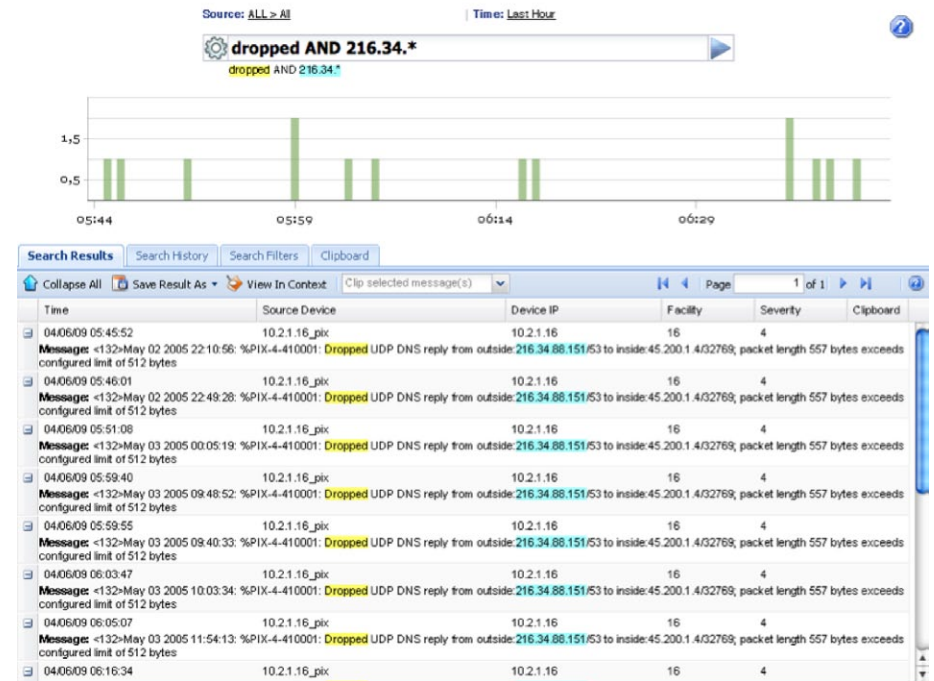 Source: ALL > All Time: Last Hour
dropped AND 216.34.*
dropped AND 216.34.*
1,5
0,5
05:44 05:59 06:14 06:29
Search Results Search History Search Filters Clipboard
Collapse All Save Result As View In Context Clip selected message(s) Page 1 of 1
Time Source Device Device IP Facility Severity Clipboard
04/06/09 05:45:52 10.2.1.16_pix 10.2.1.16 16 4
Message: <132>May 02 2005 22:10:56: %PIX-4-410001: Dropped UDP DNS reply from outside:216.34.88.151/53 to inside:45.200.1.4/32769; packet length 557 bytes exceeds
configured limit of 512 bytes
04/06/09 05:46:01 10.2.1.16_pix 10.2.1.16 16 4
Message: <132>May 02 2005 22:49:28: %PIX-4-410001: Dropped UDP DNS reply from outside:216.34.88.151/53 to inside:45.200.1.4/32769; packet length 557 bytes exceeds
configured limit of 512 bytes
04/06/09 05:51:08 10.2.1.16_pix 10.2.1.16 16 4
Message: <132>May 03 2005 00:05:19: %PIX-4-410001: Dropped UDP DNS reply from outside:216.34.88.151/53 to inside:45.200.1.4/32769; packet length 557 bytes exceeds
configured limit of 512 bytes
04/06/09 05:59:40 10.2.1.16_pix 10.2.1.16 16 4
Message: <132>May 03 2005 09:48:52: %PIX-4-410001: Dropped UDP DNS reply from outside:216.34.88.151/53 to inside:45.200.1.4/32769; packet length 557 bytes exceeds
configured limit of 512 bytes
04/06/09 05:59:55 10.2.1.16_pix 10.2.1.16 16 4
Message: <132>May 03 2005 09:40:33: %PIX-4-410001: Dropped UDP DNS reply from outside:216.34.88.151/53 to inside:45.200.1.4/32769; packet length 557 bytes exceeds
configured limit of 512 bytes
04/06/09 06:03:47 10.2.1.16_pix 10.2.1.16 16 4
Message: <132>May 03 2005 10:03:34: %PIX-4-410001: Dropped UDP DNS reply from outside:216.34.88.151/53 to inside:45.200.1.4/32769; packet length 557 bytes exceeds
configured limit of 512 bytes
04/06/09 06:05:07 10.2.1.16_pix 10.2.1.16 16 4
Message: <132>May 03 2005 11:54:13: %PIX-4-410001: Dropped UDP DNS reply from outside:216.34.88.151/53 to inside:45.200.1.4/32769; packet length 557 bytes exceeds
configured limit of 512 bytes
04/06/09 06:16:34 10.2.1.16_pix 10.2.1.16 16 4